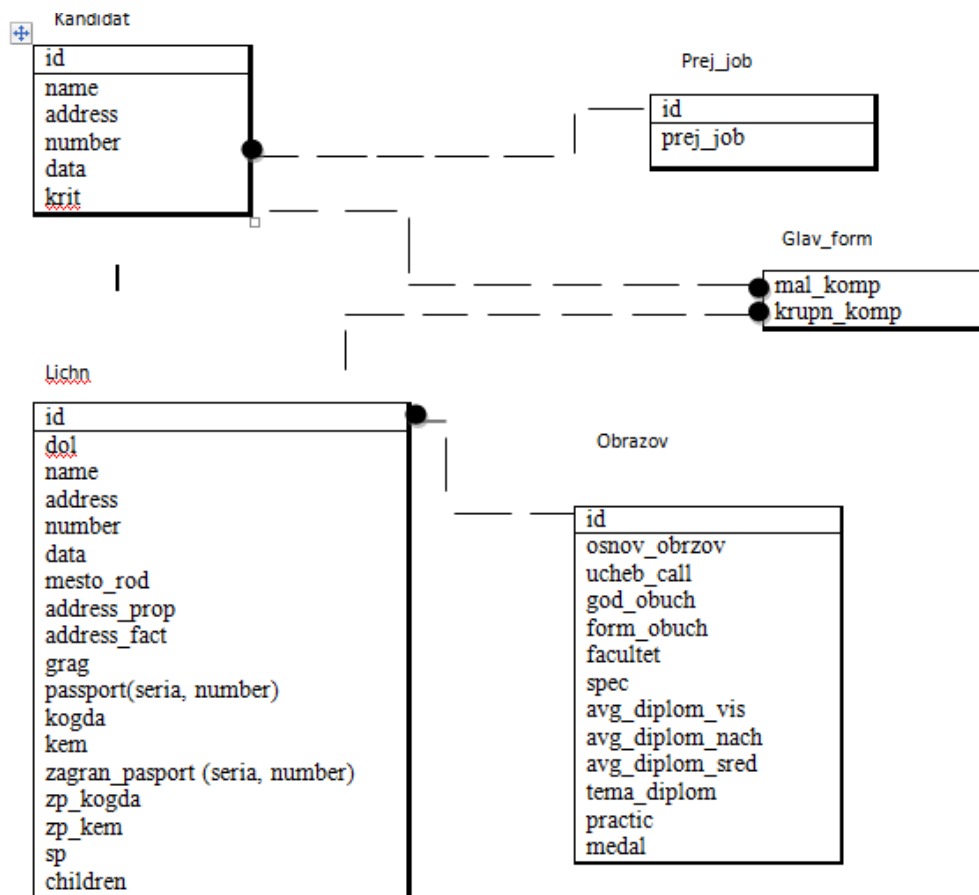 Kandidat
id
name
address
number
data
krit
Prej_job
id
prej_job
Glav_form
mal_komp
krupn_komp
Lichn
id
dol
name
address
number
data
mesto_rod
address_prop
address_fact
grag
passport(seria, number)
kogda
kem
zagran_pasport (seria, number)
zp_kogda
zp_kem
sp
children
Obrazov
id
osnov_obrzov
ucheb_call
god_obuch
form_obuch
facultet
spec
avg_diplom_vis
avg_diplom_nach
avg_diplom_sred
tema_diplom
practic
medal